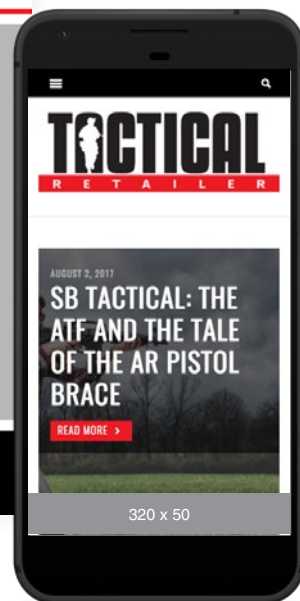 TACTICAL
RETAILER
AUGUST 2, 2017
SB TACTICAL: THE
ATF AND THE TALE
OF THE AR PISTOL
BRACE
READ MORE >
320 x 50